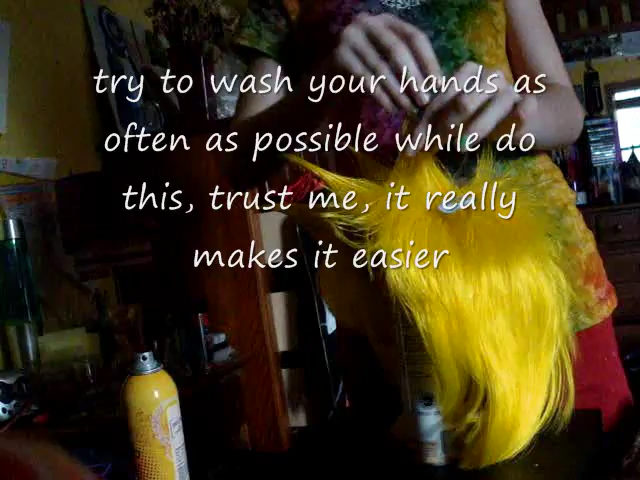 try to wash your hands as
often as possible while do
this, trust me, it really
makes it easier